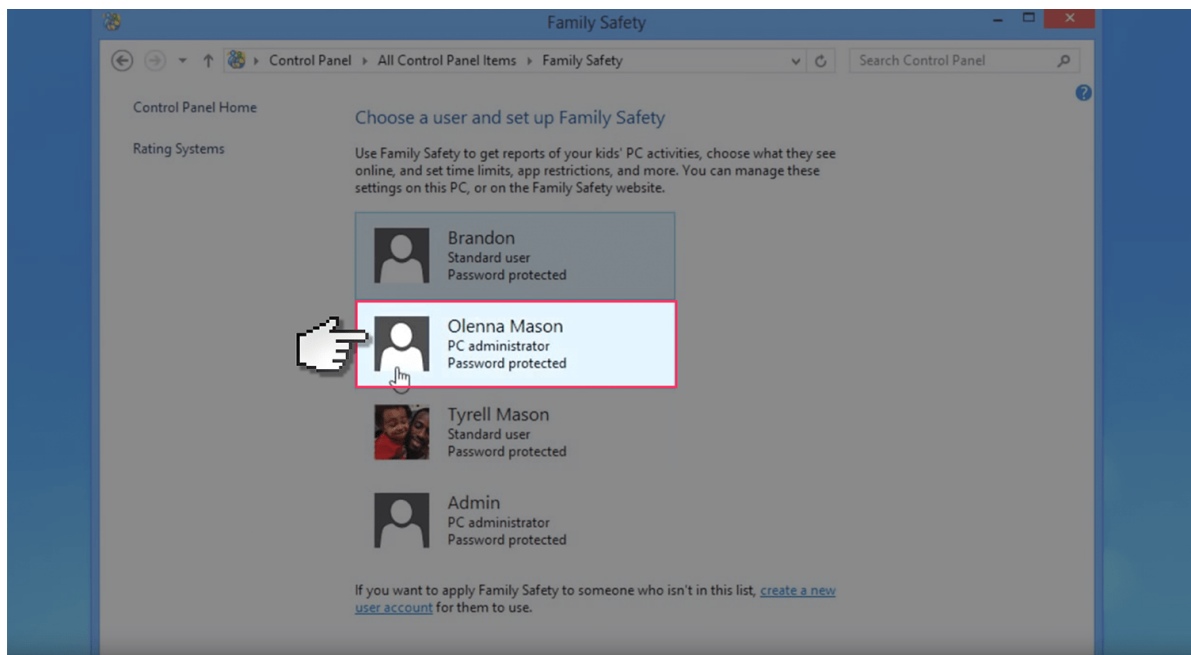 Family Safety
Control Panel All Control Panel Items Family Safety
Search Control Panel
Control Panel Home
Rating Systems
Choose a user and set up Family Safety
Use Family Safety to get reports of your kids' PC activities, choose what they see
online, and set time limits, app restrictions, and more. You can manage these
settings on this PC, or on the Family Safety website.
Brandon
Standard user
Password protected
Olenna Mason
PC administrator
Password protected
Tyrell Mason
Standard user
Password protected
Admin
PC administrator
Password protected
If you want to apply Family Safety to someone who isn't in this list, create a new
user account for them to use.